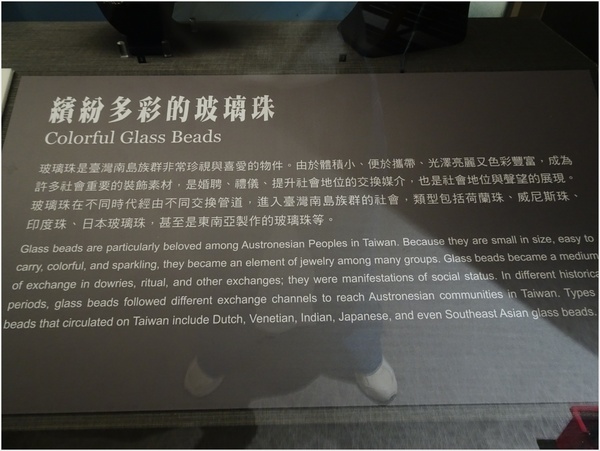 繽紛多彩的玻璃珠
Colorful Glass Beads
玻璃珠是臺灣南島族群非常珍視與喜愛的物件。由於體積小、便於攜帶、光澤亮麗又色彩豐富，成為
許多社會重要的裝飾素材，是婚聘、禮儀、提升社會地位的交換媒介，也是社會地位與聲望的展現。
玻璃珠在不同時代經由不同交換管道，進入臺灣南島族群的社會，類型包括荷蘭珠、威尼斯珠、
印度珠、日本玻璃珠，甚至是東南亞製作的玻璃珠等。
Glass beads are particularly beloved among Austronesian Peoples in Taiwan. Because they are small in size, easy to
carry, colorful, and sparkling, they became an element of jewelry among many groups. Glass beads became a medium
of exchange in dowries, ritual, and other exchanges; they were manifestations of social status. In different historica
periods, glass beads followed different exchange channels to reach Austronesian communities in Taiwan. Types
beads that circulated on Taiwan include Dutch, Venetian, Indian, Japanese, and even Southeast Asian glass beads.